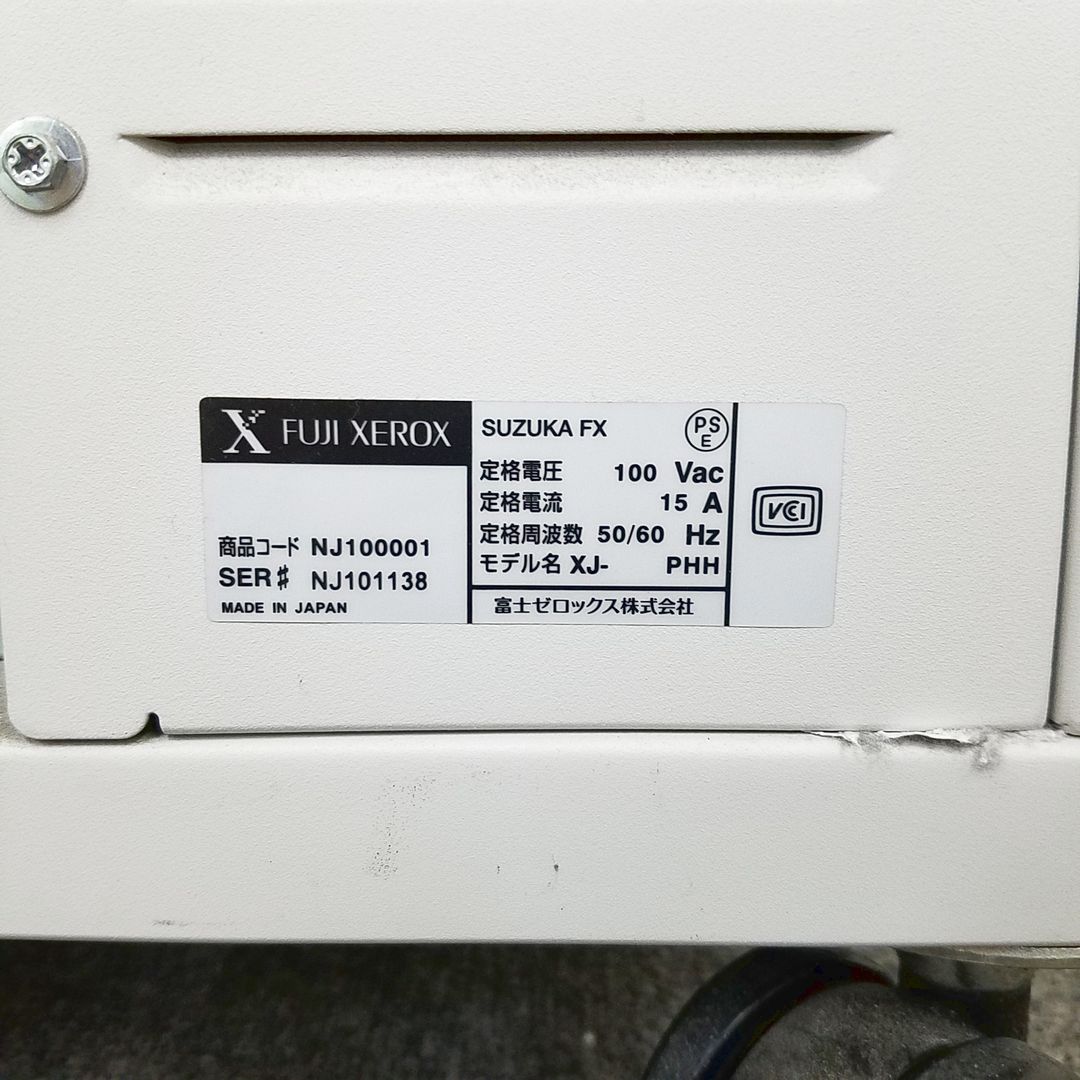 X FUJI XEROX
商品コード NJ100001
SER# NJ101138
MADE IN JAPAN
SUZUKA FX
PSE
定格電圧 100 Vac
定格電流 15 A
定格周波数 50/60 Hz
モデル名 XJ- PHH
富士ゼロックス株式会社
VCCI